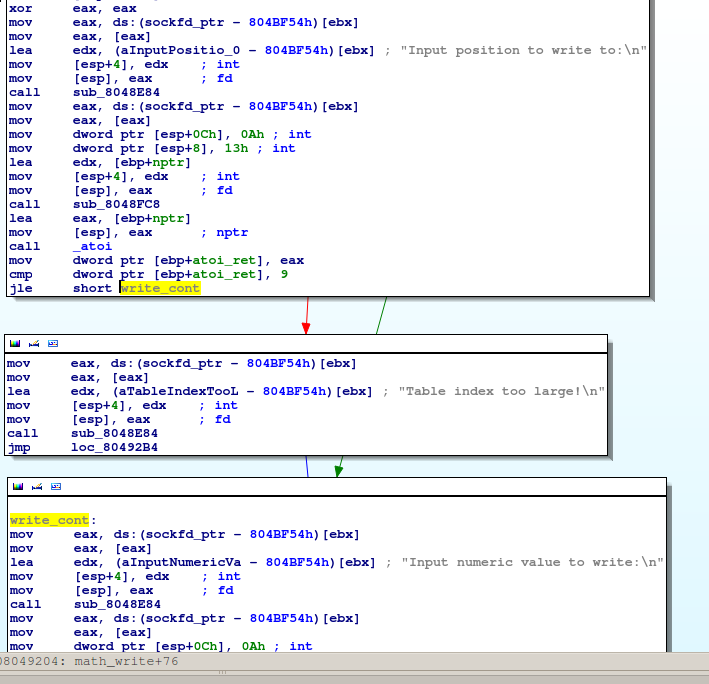 xor eax, eax
mov eax, ds:(sockfd_ptr - 804BF54h)[ebx]
mov eax, [eax]
lea edx, (aInputPositio_0 - 804BF54h)[ebx] ; "Input position to write to:\n"
mov [esp+4], edx ; int
mov [esp], eax ; fd
call sub_8048E84
mov eax, ds:(sockfd_ptr - 804BF54h)[ebx]
mov eax, [eax]
mov dword ptr [esp+0Ch], 0Ah ; int
mov dword ptr [esp+8], 13h ; int
lea edx, [ebp+nptr]
mov [esp+4], edx ; int
mov [esp], eax ; fd
call sub_8048FC8
lea eax, [ebp+nptr]
mov [esp], eax ; nptr
call _atoi
mov dword ptr [ebp+atoi_ret], eax
cmp dword ptr [ebp+atoi_ret], 9
jle short write_cont
mov eax, ds:(sockfd_ptr - 804BF54h)[ebx]
mov eax, [eax]
lea edx, (aTableIndexTooL - 804BF54h)[ebx] ; "Table index too large!\n"
mov [esp+4], edx ; int
mov [esp], eax ; fd
call sub_8048E84
jmp loc_80492B4
write_cont:
mov eax, ds:(sockfd_ptr - 804BF54h)[ebx]
mov eax, [eax]
lea edx, (aInputNumericVa - 804BF54h)[ebx] ; "Input numeric value to write:\n"
mov [esp+4], edx ; int
mov [esp], eax ; fd
call sub_8048E84
mov eax, ds:(sockfd_ptr - 804BF54h)[ebx]
mov eax, [eax]
mov dword ptr [esp+0Ch], 0Ah ; int
08049204: math_write+76